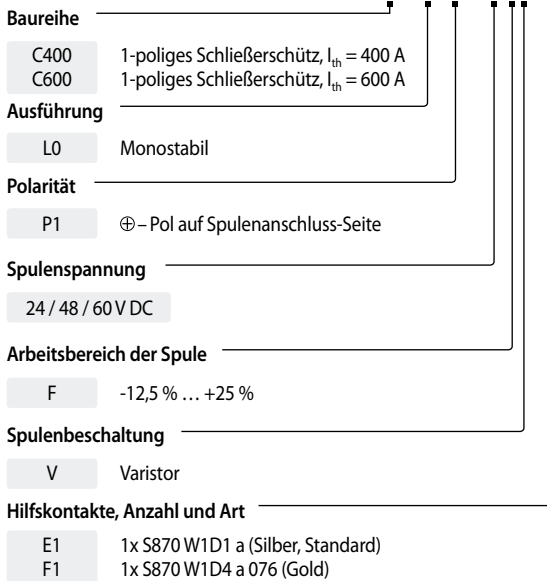 Baureihe
C400 1-poliges Schließerschütz, Ith = 400 A
C600 1-poliges Schließerschütz, Ith = 600 A
Ausführung
L0 Monostabil
Polarität
P1 ⊕ – Pol auf Spulenanschluss-Seite
Spulenspannung
24 / 48 / 60 V DC
Arbeitsbereich der Spule
F -12,5 % … +25 %
Spulenbeschaltung
V Varistor
Hilfskontakte, Anzahl und Art
E1 1x S870 W1D1 a (Silber, Standard)
F1 1x S870 W1D4 a 076 (Gold)